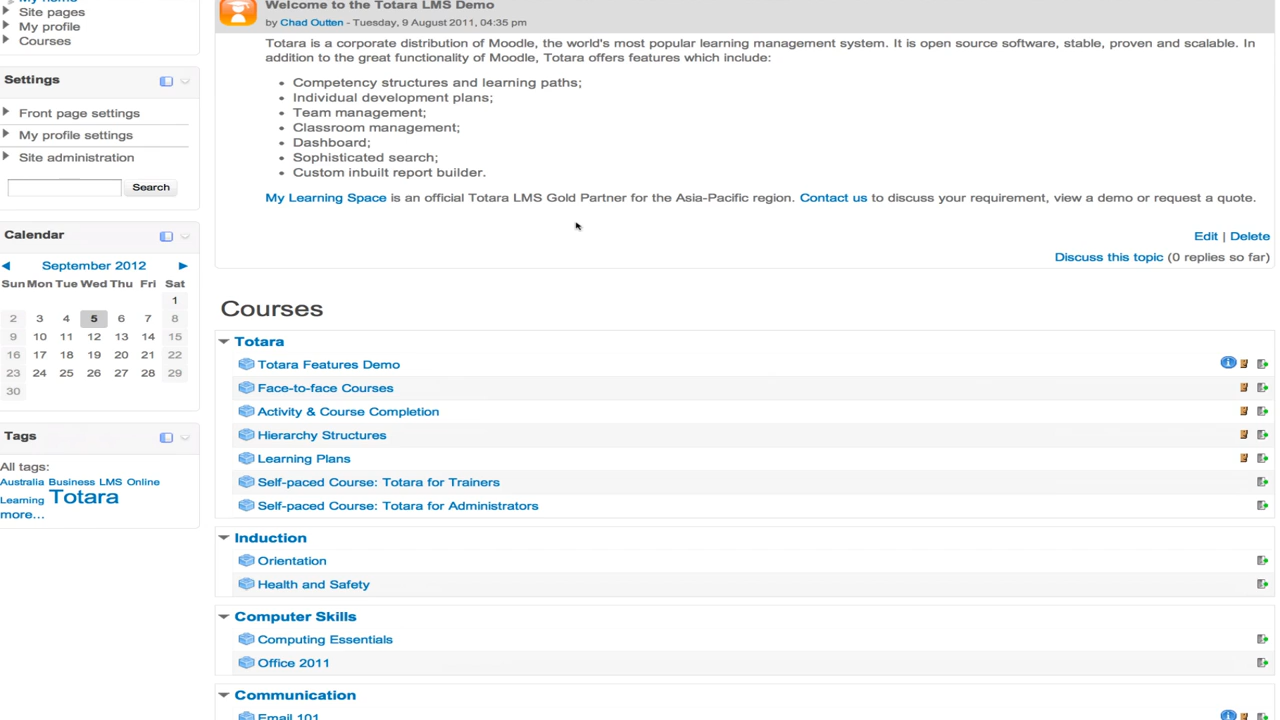 My home
Site pages
My profile
Courses
Settings
Front page settings
My profile settings
Site administration
Search
Calendar
September 2012
Sun Mon Tue Wed Thu Fri Sat
1
2 3 4 5 6 7 8
9 10 11 12 13 14 15
16 17 18 19 20 21 22
23 24 25 26 27 28 29
30
Tags
All tags:
Australia Business LMS Online
Learning Totara
more...
Welcome to the Totara LMS Demo
by Chad Outten - Tuesday, 9 August 2011, 04:35 pm
Totara is a corporate distribution of Moodle, the world's most popular learning management system. It is open source software, stable, proven and scalable. In
addition to the great functionality of Moodle, Totara offers features which include:
• Competency structures and learning paths;
• Individual development plans;
• Team management;
• Classroom management;
• Dashboard;
• Sophisticated search;
• Custom inbuilt report builder.
My Learning Space is an official Totara LMS Gold Partner for the Asia-Pacific region. Contact us to discuss your requirement, view a demo or request a quote.
Edit | Delete
Discuss this topic (0 replies so far)
Courses
Totara
Totara Features Demo
Face-to-face Courses
Activity & Course Completion
Hierarchy Structures
Learning Plans
Self-paced Course: Totara for Trainers
Self-paced Course: Totara for Administrators
Induction
Orientation
Health and Safety
Computer Skills
Computing Essentials
Office 2011
Communication
Email 101